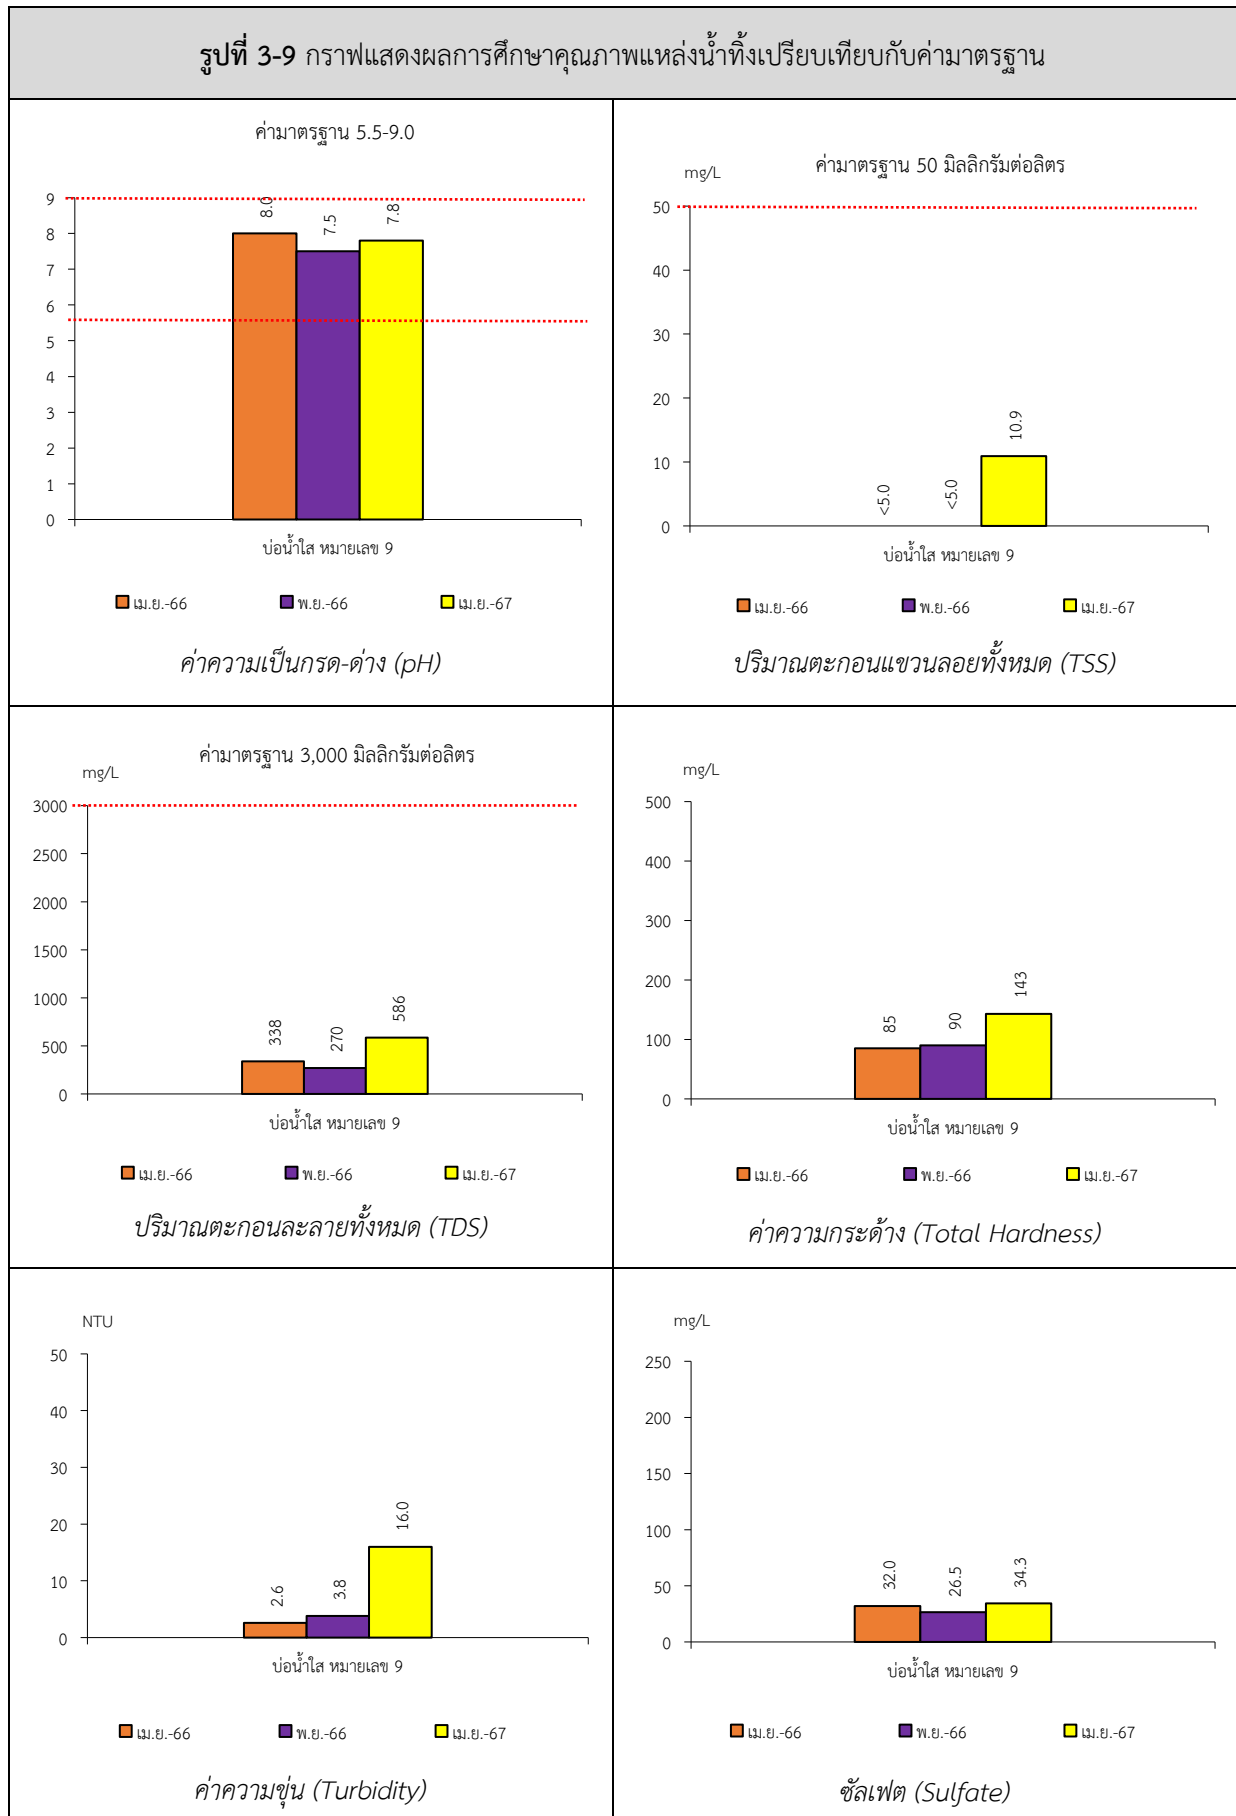 รูปที่ 3-9 กราฟแสดงผลการศึกษาคุณภาพแหล่งน้ำทิ้งเปรียบเทียบกับค่ามาตรฐาน
ค่ามาตรฐาน 5.5-9.0
9
8
7
6
5
4
3
2
1
0
8.0
7.5
7.8
บ่อน้ำใส หมายเลข 9
เม.ย.-66 พ.ย.-66 เม.ย.-67
ค่าความเป็นกรด-ด่าง (pH)
ค่ามาตรฐาน 50 มิลลิกรัมต่อลิตร
mg/L
50
40
30
20
10
0
<5.0
<5.0
10.9
บ่อน้ำใส หมายเลข 9
เม.ย.-66 พ.ย.-66 เม.ย.-67
ปริมาณตะกอนแขวนลอยทั้งหมด (TSS)
ค่ามาตรฐาน 3,000 มิลลิกรัมต่อลิตร
mg/L
3000
2500
2000
1500
1000
500
0
338
270
586
บ่อน้ำใส หมายเลข 9
เม.ย.-66 พ.ย.-66 เม.ย.-67
ปริมาณตะกอนละลายทั้งหมด (TDS)
mg/L
500
400
300
200
100
0
85
90
143
บ่อน้ำใส หมายเลข 9
เม.ย.-66 พ.ย.-66 เม.ย.-67
ค่าความกระด้าง (Total Hardness)
NTU
50
40
30
20
10
0
2.6
3.8
16.0
บ่อน้ำใส หมายเลข 9
เม.ย.-66 พ.ย.-66 เม.ย.-67
ค่าความขุ่น (Turbidity)
mg/L
250
200
150
100
50
0
32.0
26.5
34.3
บ่อน้ำใส หมายเลข 9
เม.ย.-66 พ.ย.-66 เม.ย.-67
ซัลเฟต (Sulfate)